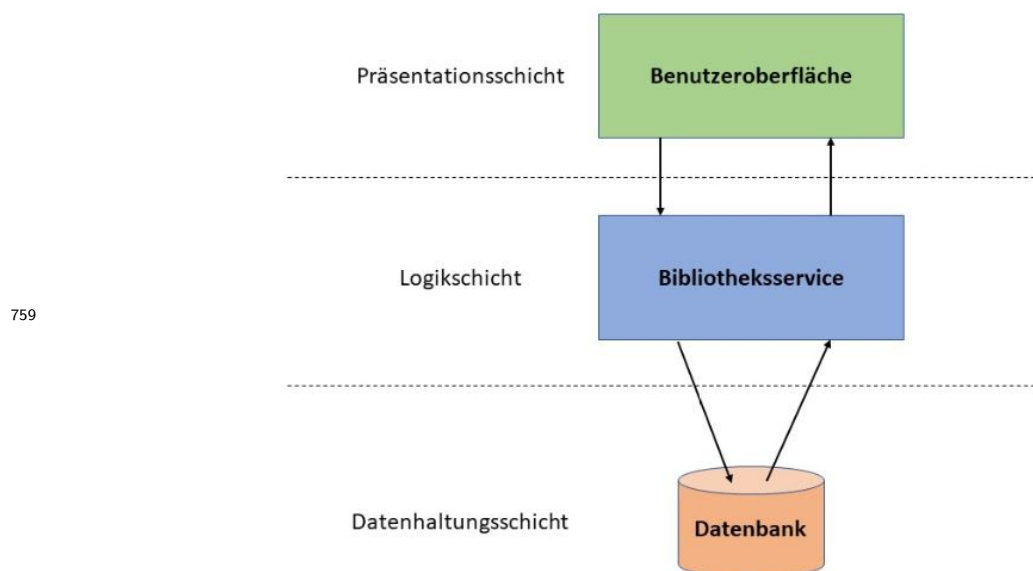 Präsentationsschicht
Benutzeroberfläche
Logikschicht
Bibliotheksservice
759
Datenhaltungsschicht
Datenbank